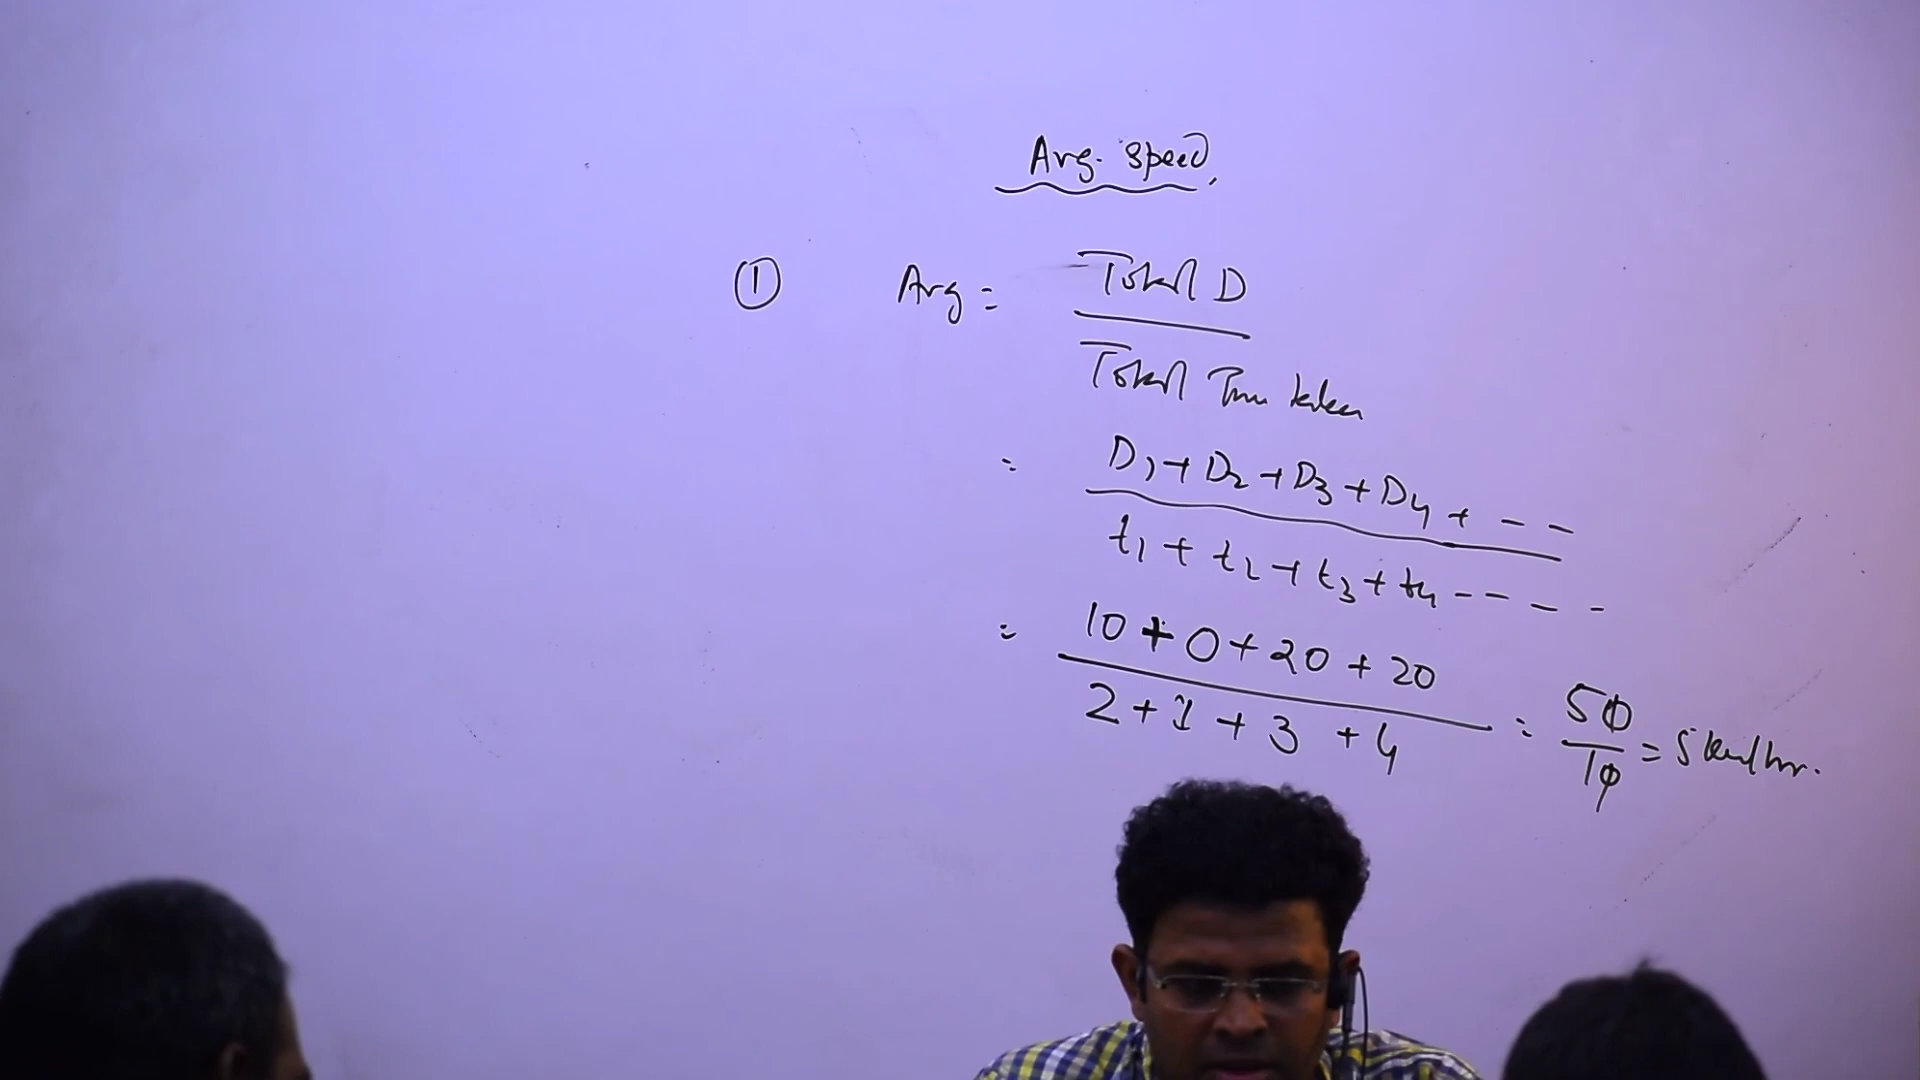 Avg. speed,
① Avg = Total D
Total Time taken
= D1 + D2 + D3 + D4 + - -
t1 + t2 + t3 + t4 - - - -
= 10 + 0 + 20 + 20
2 + 1 + 3 + 4
= 50
10
= 5 km/hr.